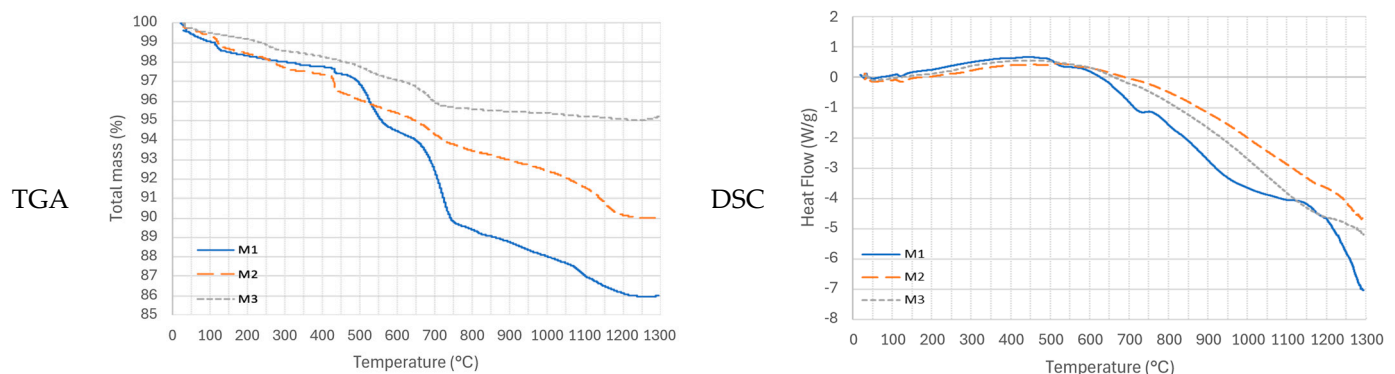 TGA
Total mass (%)
100
99
98
97
96
95
94
93
92
91
90
89
88
87
86
85
M1
M2
M3
0 100 200 300 400 500 600 700 800 900 1000 1100 1200 1300
Temperature (°C)
DSC
Heat Flow (W/g)
2
1
0
-1
-2
-3
-4
-5
-6
-7
-8
M1
M2
M3
0 100 200 300 400 500 600 700 800 900 1000 1100 1200 1300
Temperature (°C)